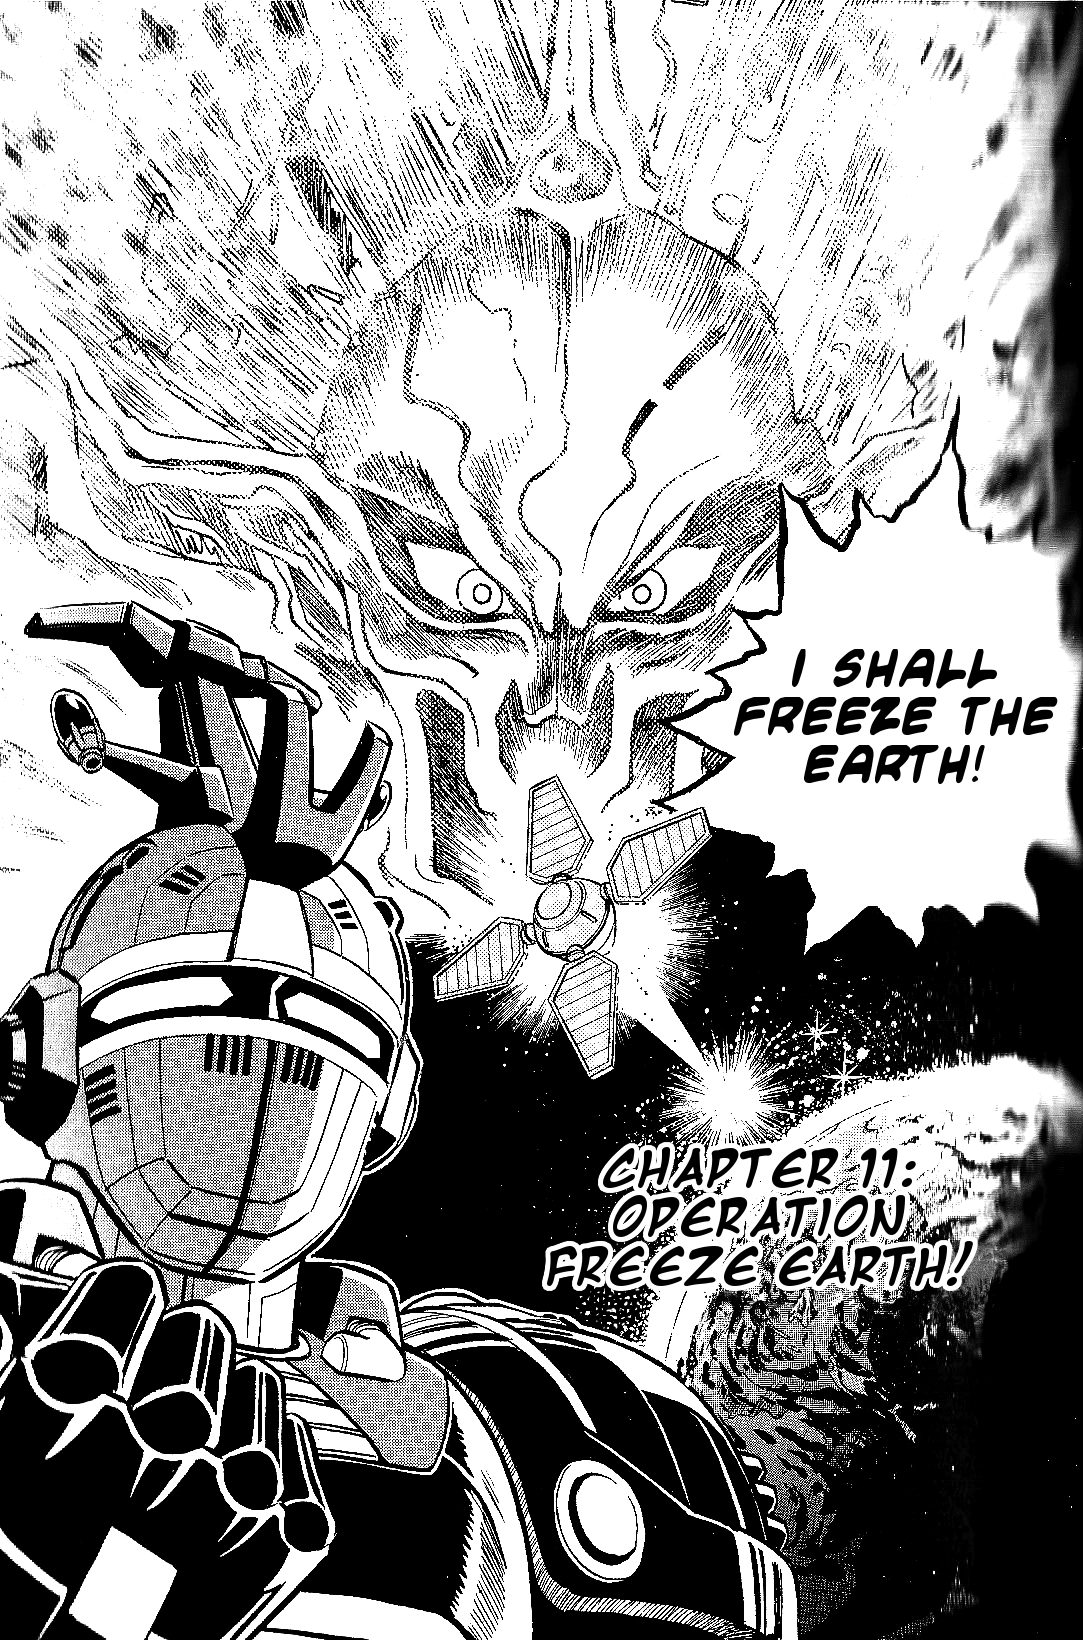 I SHALL
FREEZE THE
EARTH!
CHAPTER 11:
OPERATION
FREEZE EARTH!